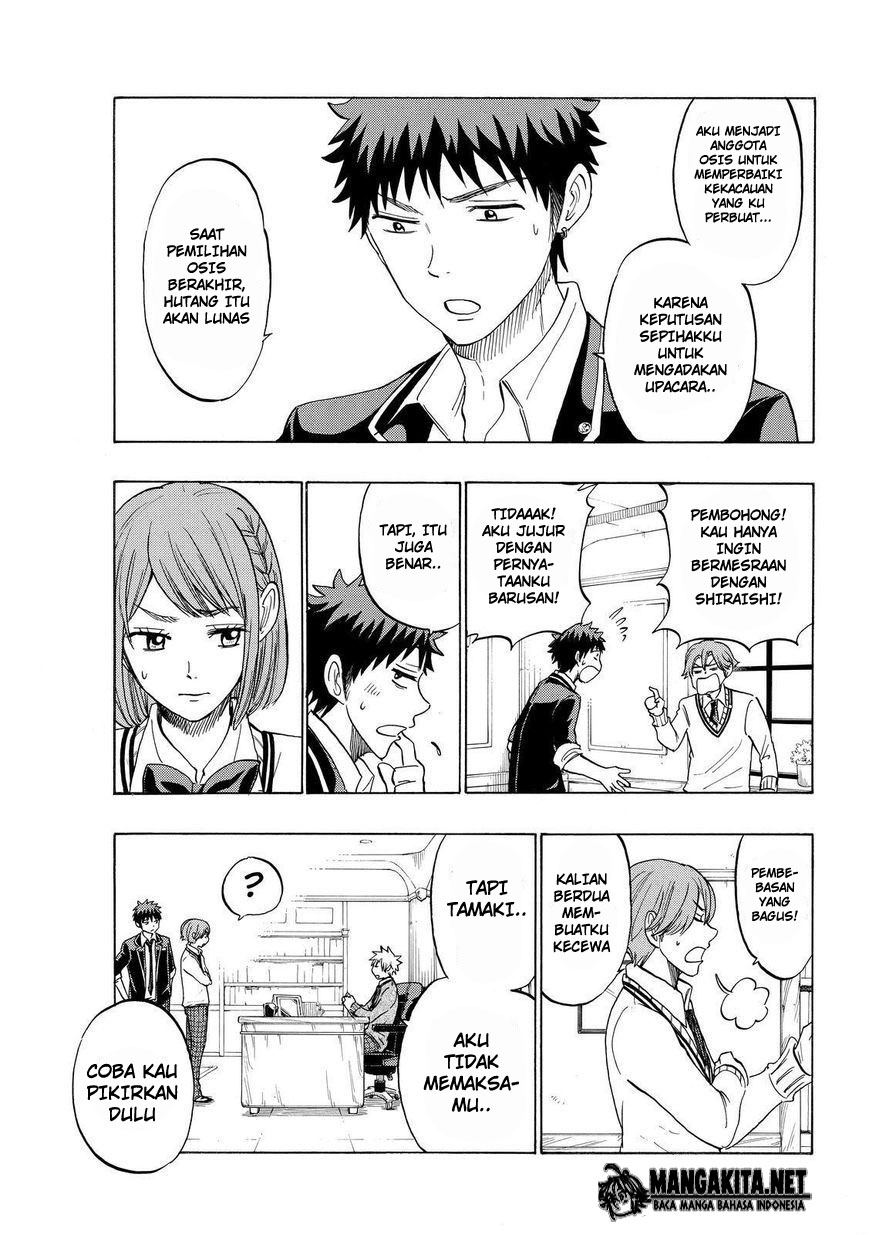 AKU MENJADI
ANGGOTA
OSIS UNTUK
MEMPERBAIKI
KEKACAUAN
YANG KU
PERBUAT...
KARENA
KEPUTUSAN
SEPIHAKKU
UNTUK
MENGADAKAN
UPACARA..
SAAT
PEMILIHAN
OSIS
BERAKHIR,
HUTANG ITU
AKAN LUNAS
PEMBOHONG!
KAU HANYA
INGIN
BERMESRAAN
DENGAN
SHIRAISHI!
TIDAAAK!
AKU JUJUR
DENGAN
PERNYA-
TAANKU
BARUSAN!
TAPI, ITU
JUGA
BENAR..
PEMBE-
BASAN
YANG
BAGUS!
KALIAN
BERDUA
MEM-
BUATKU
KECEWA
TAPI
TAMAKI..
AKU
TIDAK
MEMAKSA-
MU..
?
COBA KAU
PIKIRKAN
DULU
MANGAKITA.NET
BACA MANGA BAHASA INDONESIA